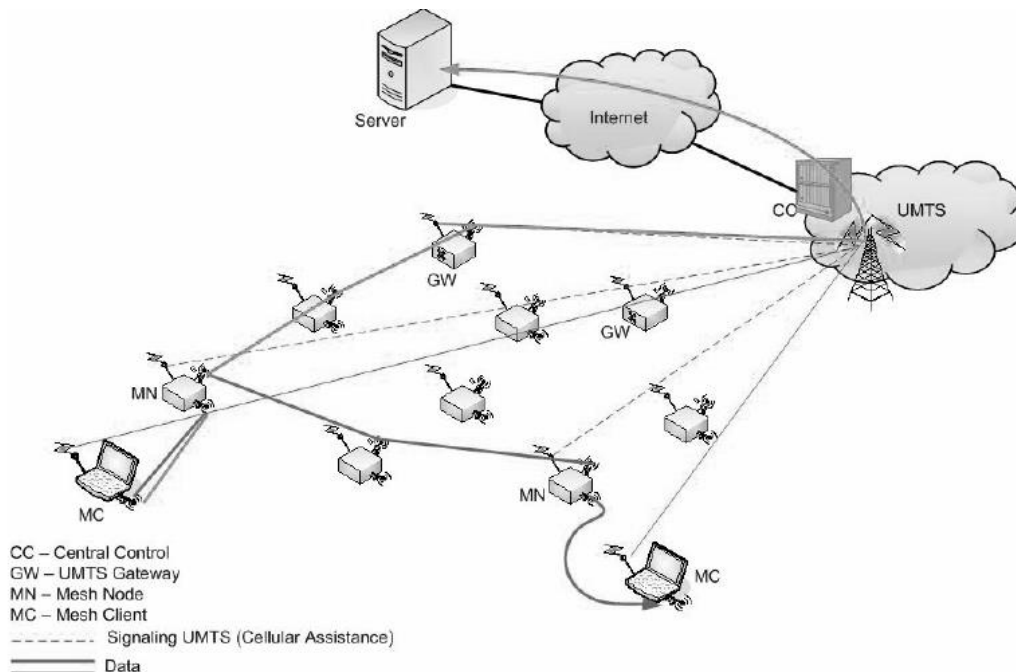 Server
Internet
CC
UMTS
GW
GW
MN
MN
MC
MC
CC – Central Control
GW – UMTS Gateway
MN – Mesh Node
MC – Mesh Client
Signaling UMTS (Cellular Assistance)
Data